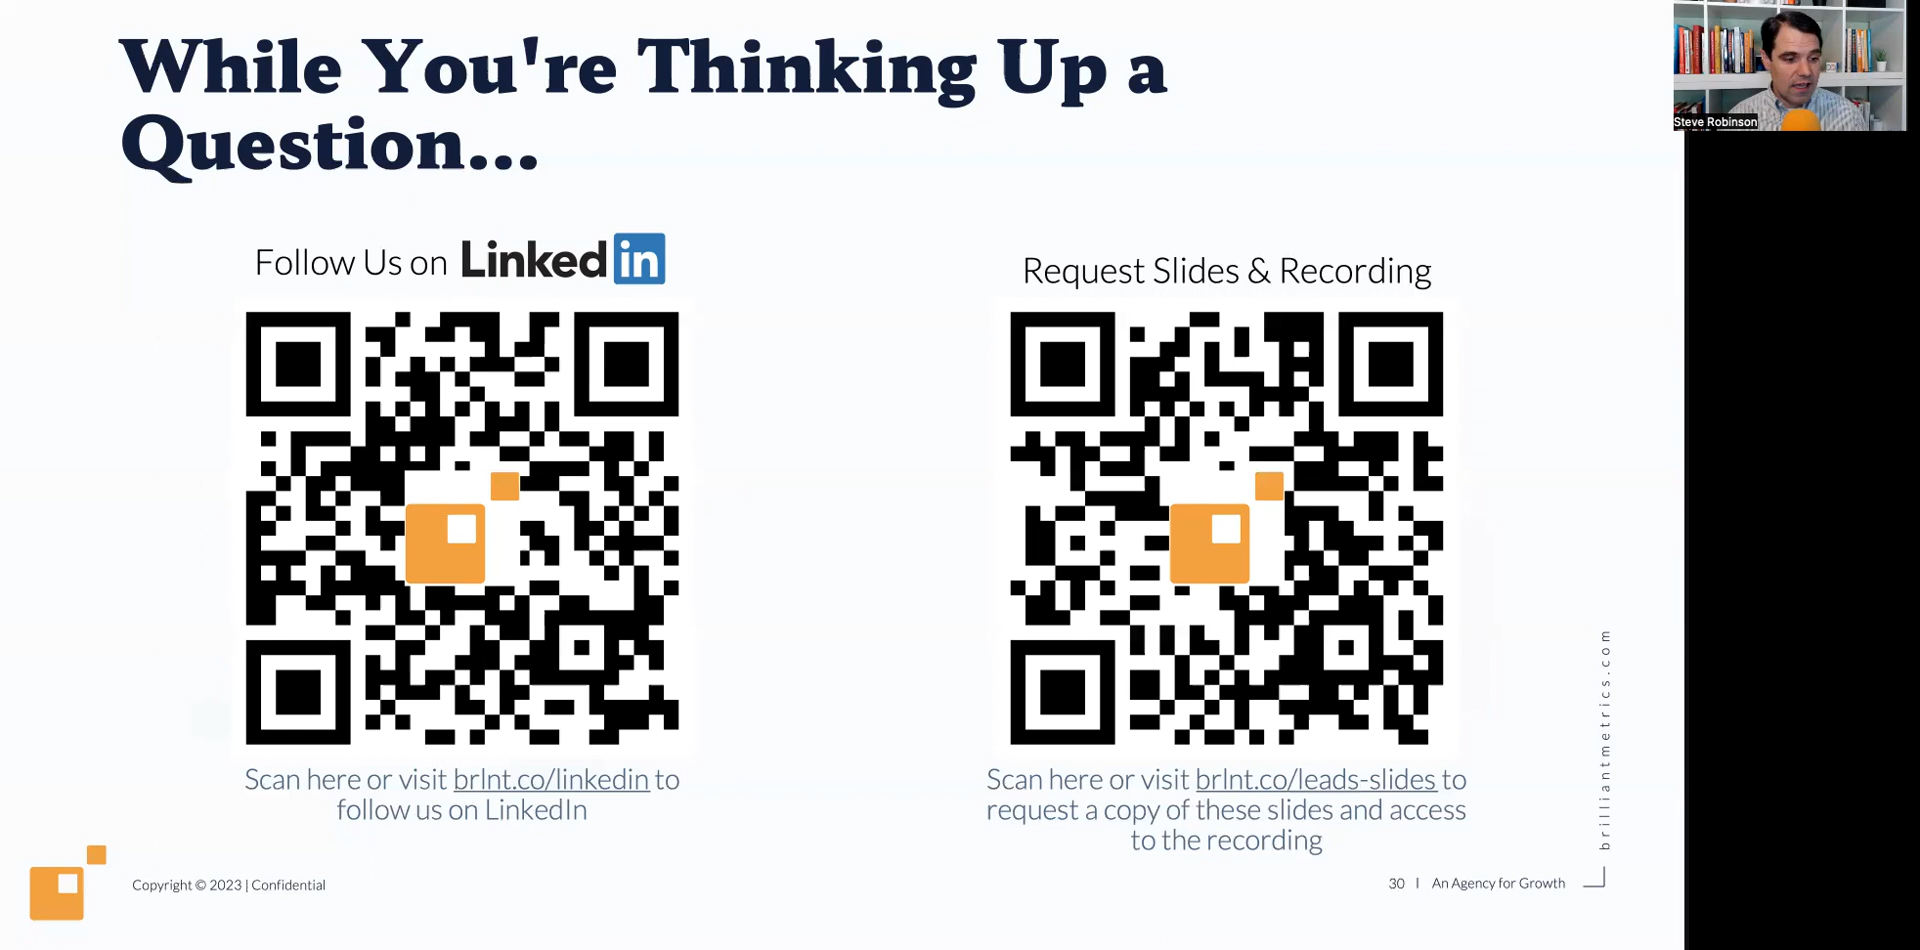 While You're Thinking Up a
Question...
Steve Robinson
Follow Us on Linked in
Request Slides & Recording
Scan here or visit brlnt.co/linkedin to
follow us on LinkedIn
Scan here or visit brlnt.co/leads-slides to
request a copy of these slides and access
to the recording
brilliantmetrics.com
Copyright © 2023 | Confidential
30 | An Agency for Growth